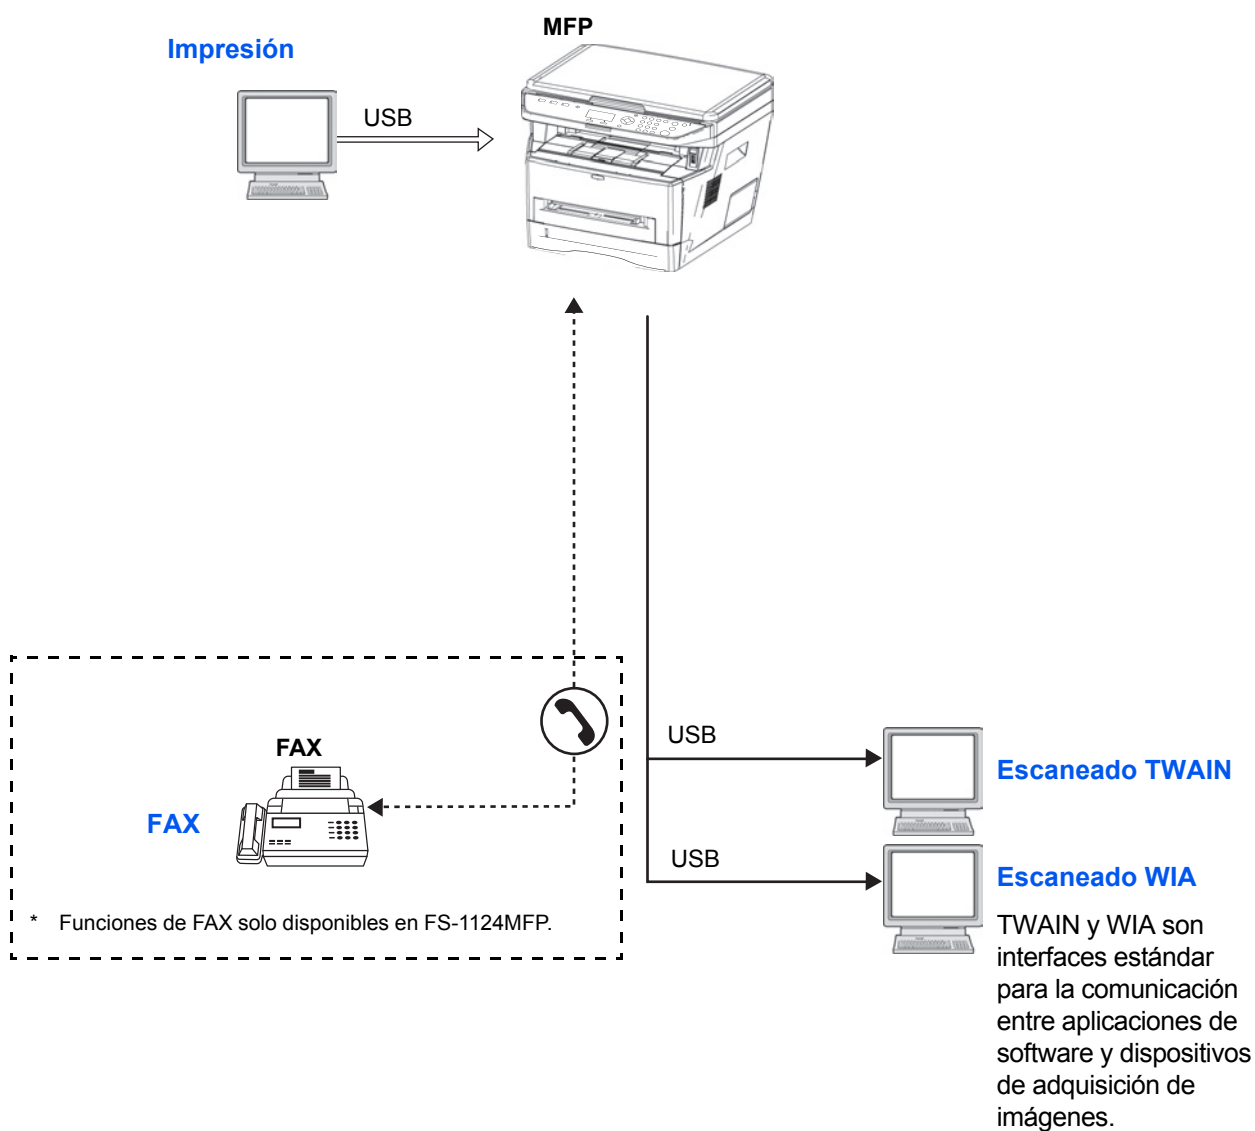 MFP
Impresión
USB
USB
Escaneado TWAIN
FAX
FAX
USB
Escaneado WIA
* Funciones de FAX solo disponibles en FS-1124MFP.
TWAIN y WIA son
interfaces estándar
para la comunicación
entre aplicaciones de
software y dispositivos
de adquisición de
imágenes.